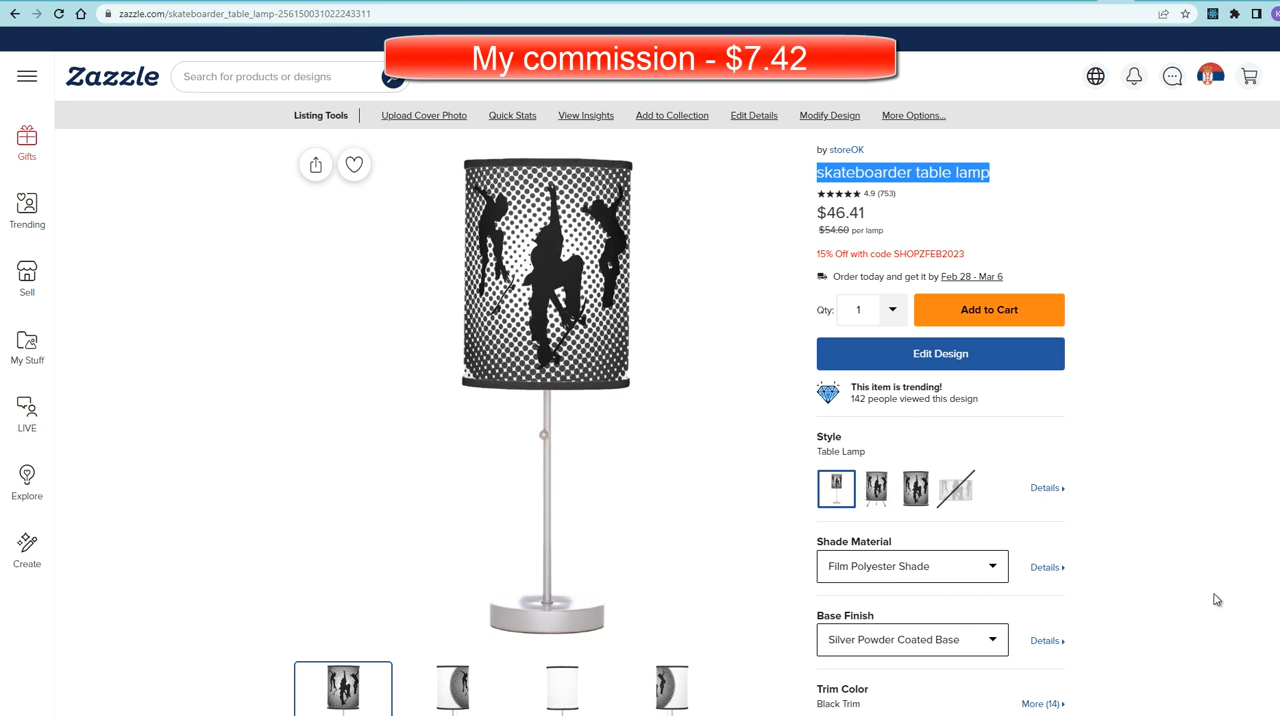 zazzle.com/skateboarder_table_lamp-256150031022243311
My commission - $7.42
Zazzle
Search for products or designs
Listing Tools
Upload Cover Photo
Quick Stats
View Insights
Add to Collection
Edit Details
Modify Design
More Options...
Gifts
Trending
Sell
My Stuff
LIVE
Explore
Create
by storeOK
skateboarder table lamp
4.9 (753)
$46.41
$54.60 per lamp
15% Off with code SHOPZFEB2023
Order today and get it by Feb 28 - Mar 6
Qty: 1
Add to Cart
Edit Design
This item is trending!
142 people viewed this design
Style
Table Lamp
Details
Shade Material
Film Polyester Shade
Details
Base Finish
Silver Powder Coated Base
Details
Trim Color
Black Trim
More (14)